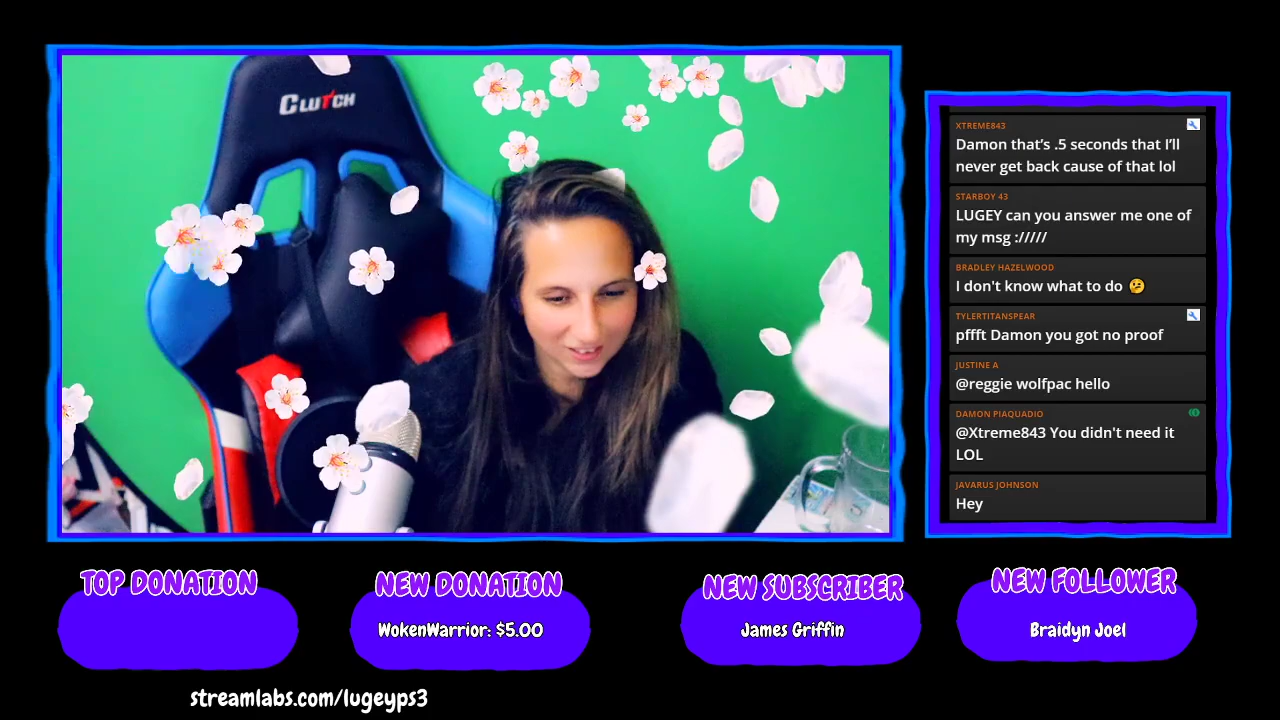 CLUTCH
XTREME843
Damon that's .5 seconds that I'll
never get back cause of that lol
STARBOY 43
LUGEY can you answer me one of
my msg ://///
BRADLEY HAZELWOOD
I don't know what to do 🤔
TYLERTITANSPEAR
pffft Damon you got no proof
JUSTINE A
@reggie wolfpac hello
DAMON PIAQUADIO
@Xtreme843 You didn't need it
LOL
JAVARUS JOHNSON
Hey
TOP DONATION
NEW DONATION
WokenWarrior: $5.00
NEW SUBSCRIBER
James Griffin
NEW FOLLOWER
Braidyn Joel
streamlabs.com/lugeyps3